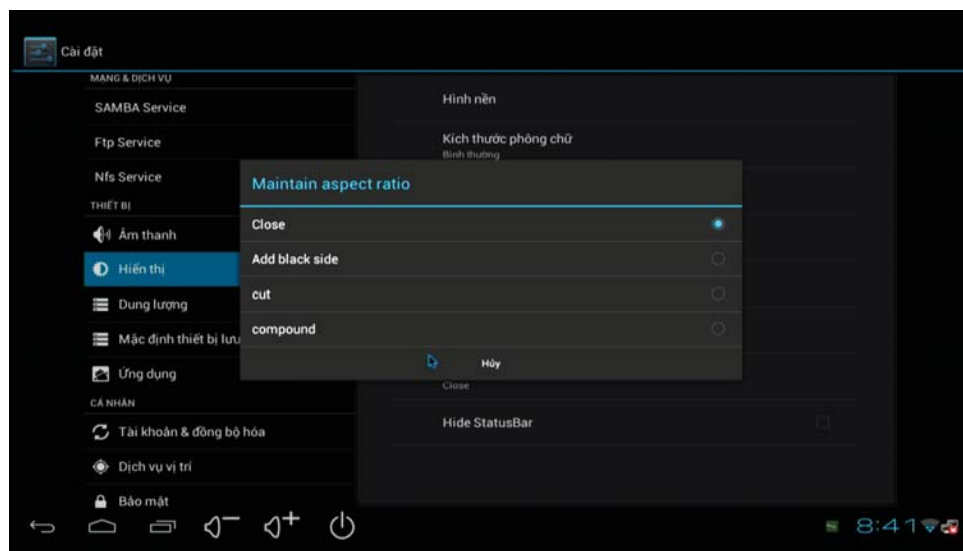 Cài đặt
MẠNG & DỊCH VỤ
SAMBA Service
Ftp Service
Nfs Service
THIẾT BỊ
Âm thanh
Hiển thị
Dung lượng
Mặc định thiết bị lưu
Ứng dụng
CÁ NHÂN
Tài khoản & đồng bộ hóa
Dịch vụ vị trí
Bảo mật
Hình nền
Kích thước phông chữ
Bình thường
Maintain aspect ratio
Close
Add black side
cut
compound
Hủy
Close
Hide StatusBar
8:41